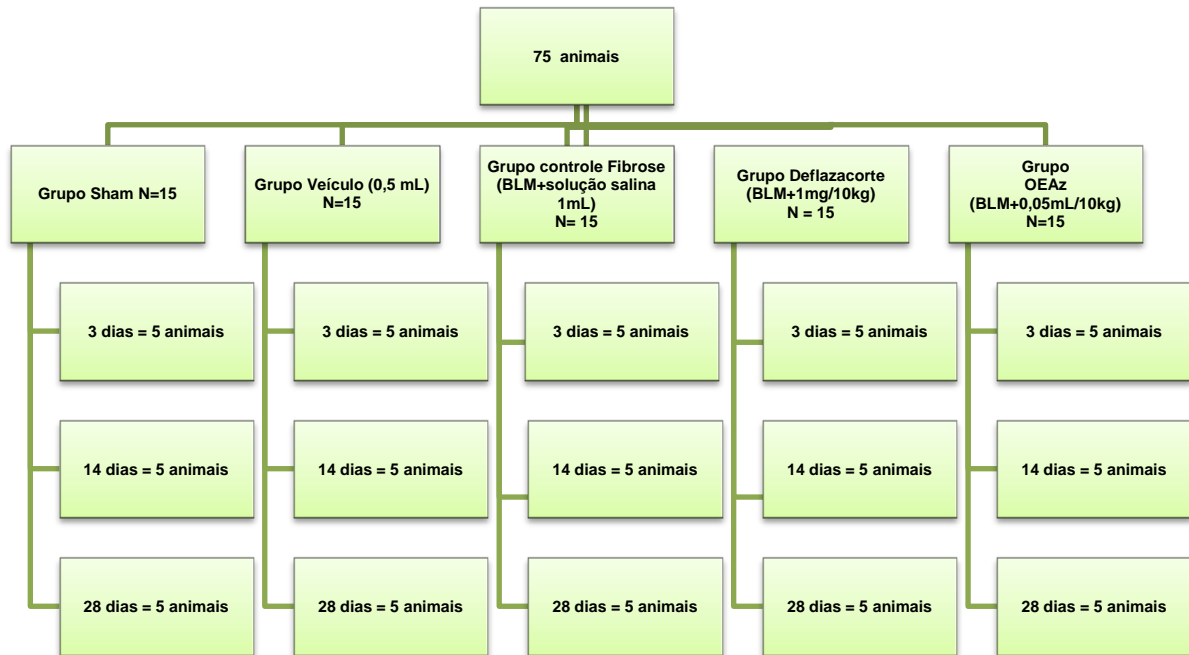 75 animais
Grupo Sham N=15
Grupo Veículo (0,5 mL)
N=15
Grupo controle Fibrose
(BLM+solução salina
1mL)
N= 15
Grupo Deflazacorte
(BLM+1mg/10kg)
N = 15
Grupo
OEAz
(BLM+0,05mL/10kg)
N=15
3 dias = 5 animais
3 dias = 5 animais
3 dias = 5 animais
3 dias = 5 animais
3 dias = 5 animais
14 dias = 5 animais
14 dias = 5 animais
14 dias = 5 animais
14 dias = 5 animais
14 dias = 5 animais
28 dias = 5 animais
28 dias = 5 animais
28 dias = 5 animais
28 dias = 5 animais
28 dias = 5 animais